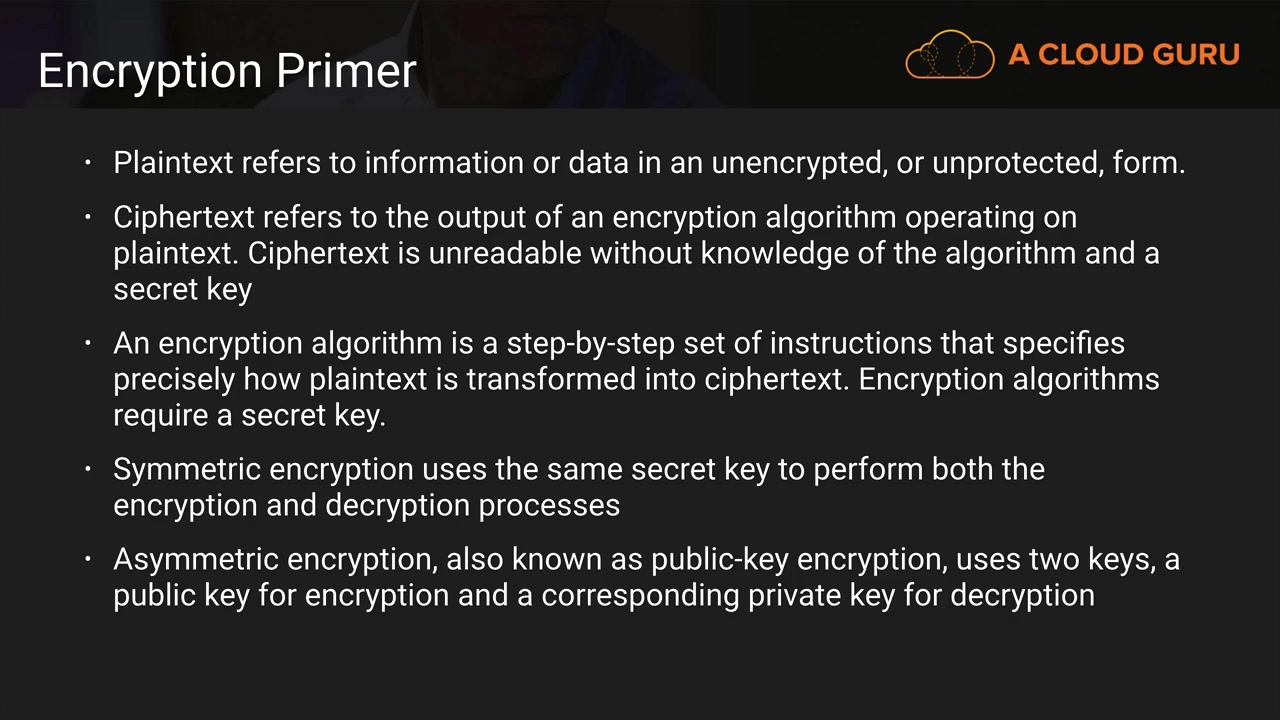 Encryption Primer
A CLOUD GURU
· Plaintext refers to information or data in an unencrypted, or unprotected, form.
· Ciphertext refers to the output of an encryption algorithm operating on
plaintext. Ciphertext is unreadable without knowledge of the algorithm and a
secret key
· An encryption algorithm is a step-by-step set of instructions that specifies
precisely how plaintext is transformed into ciphertext. Encryption algorithms
require a secret key.
· Symmetric encryption uses the same secret key to perform both the
encryption and decryption processes
· Asymmetric encryption, also known as public-key encryption, uses two keys, a
public key for encryption and a corresponding private key for decryption